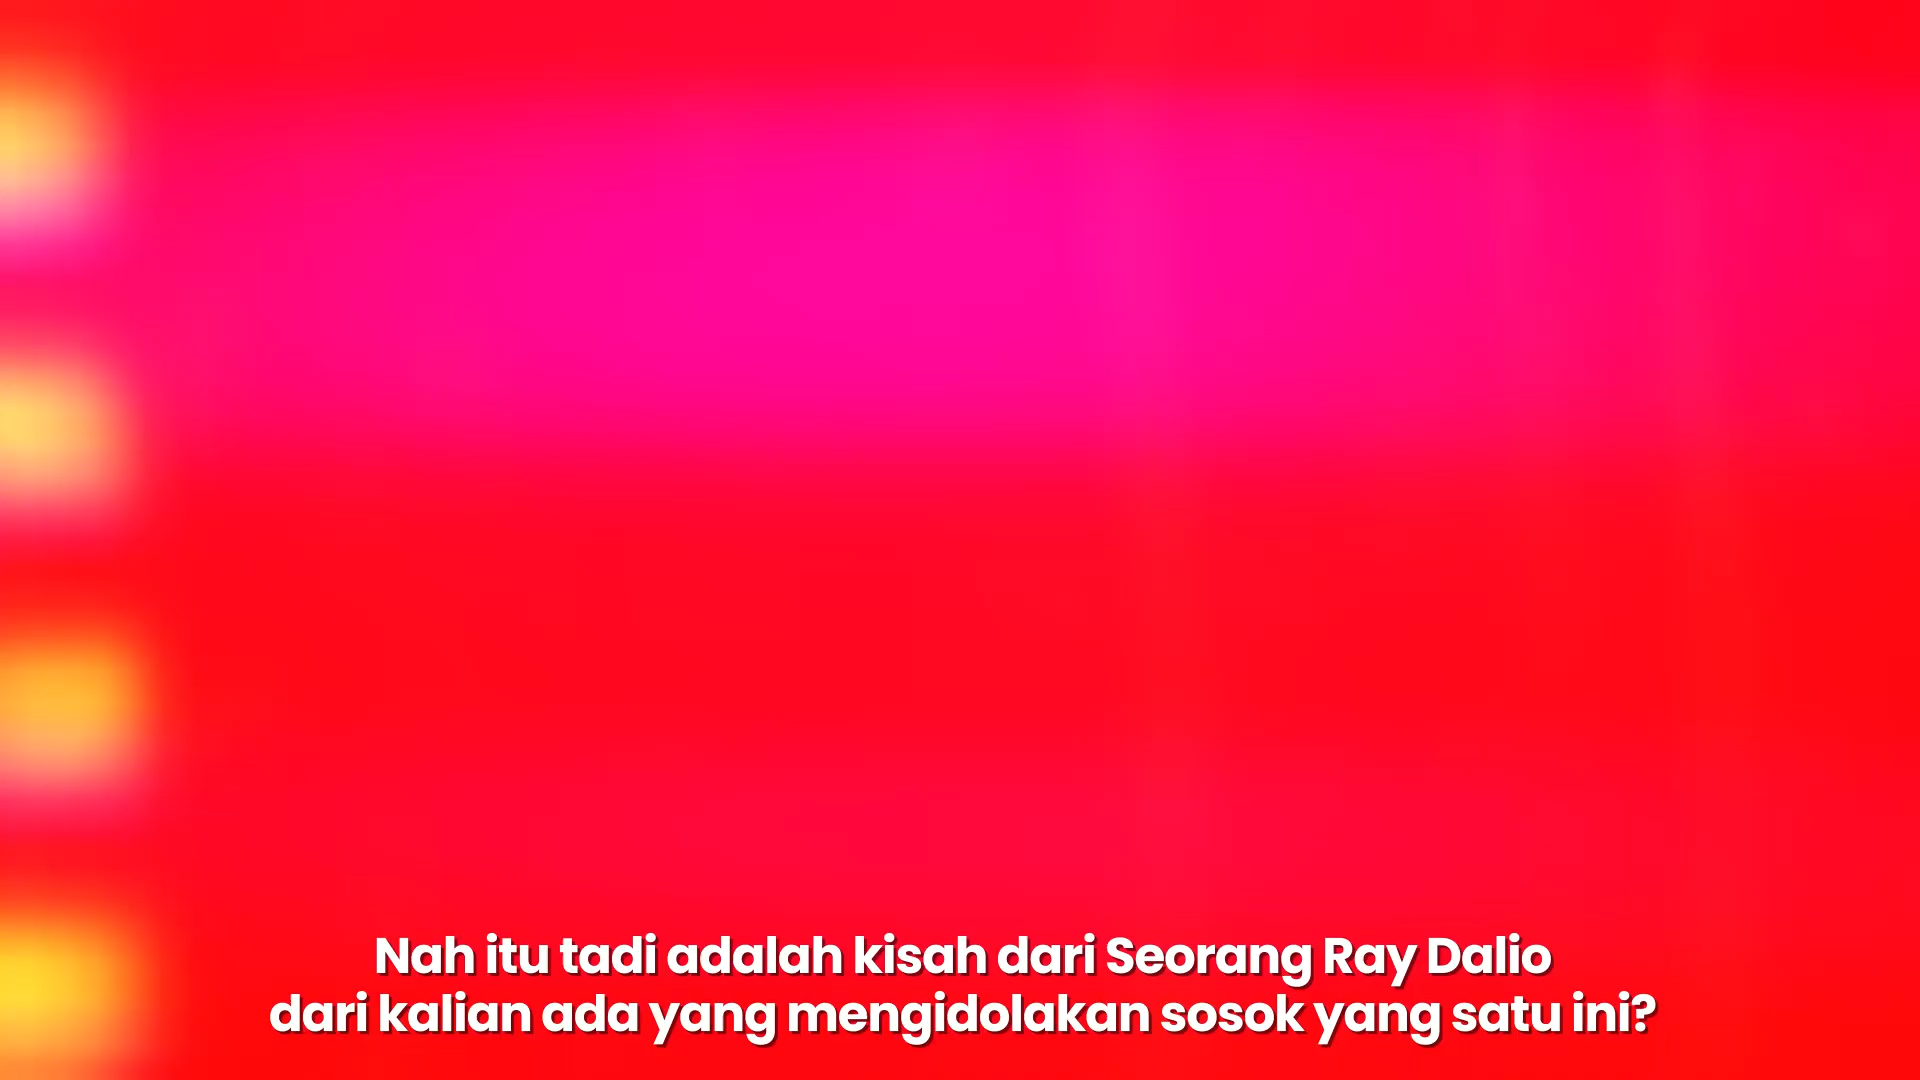 Nah itu tadi adalah kisah dari Seorang Ray Dalio
dari kalian ada yang mengidolakan sosok yang satu ini?